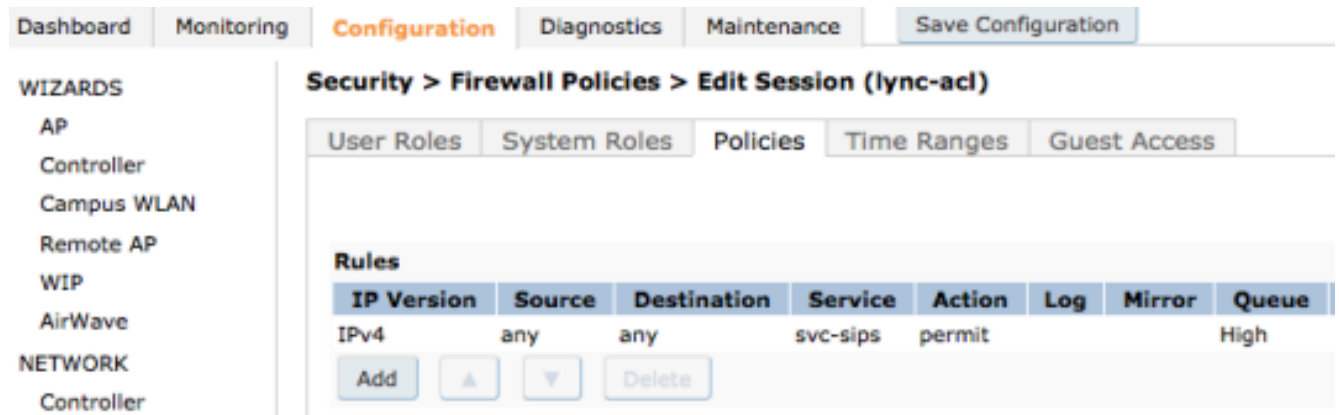 Dashboard Monitoring Configuration Diagnostics Maintenance Save Configuration
WIZARDS
AP
Controller
Campus WLAN
Remote AP
WIP
AirWave
NETWORK
Controller
Security > Firewall Policies > Edit Session (lync-acl)
User Roles System Roles Policies Time Ranges Guest Access
Rules
IP Version Source Destination Service Action Log Mirror Queue
IPv4 any any svc-sips permit High
Add ▲ ▼ Delete